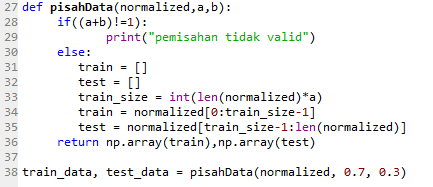 27 def pisahData(normalized,a,b):
28     if((a+b)!=1):
29             print("pemisahan tidak valid")
30     else:
31         train = []
32         test = []
33         train_size = int(len(normalized)*a)
34         train = normalized[0:train_size-1]
35         test = normalized[train_size-1:len(normalized)]
36     return np.array(train),np.array(test)
37
38 train_data, test_data = pisahData(normalized, 0.7, 0.3)